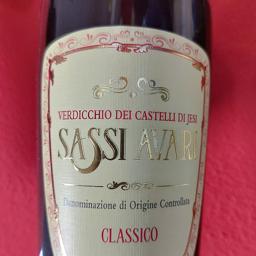 VERDICCHIO DEI CASTELLI DI JESI
SASSI AVARI
Denominazione di Origine Controllata
CLASSICO